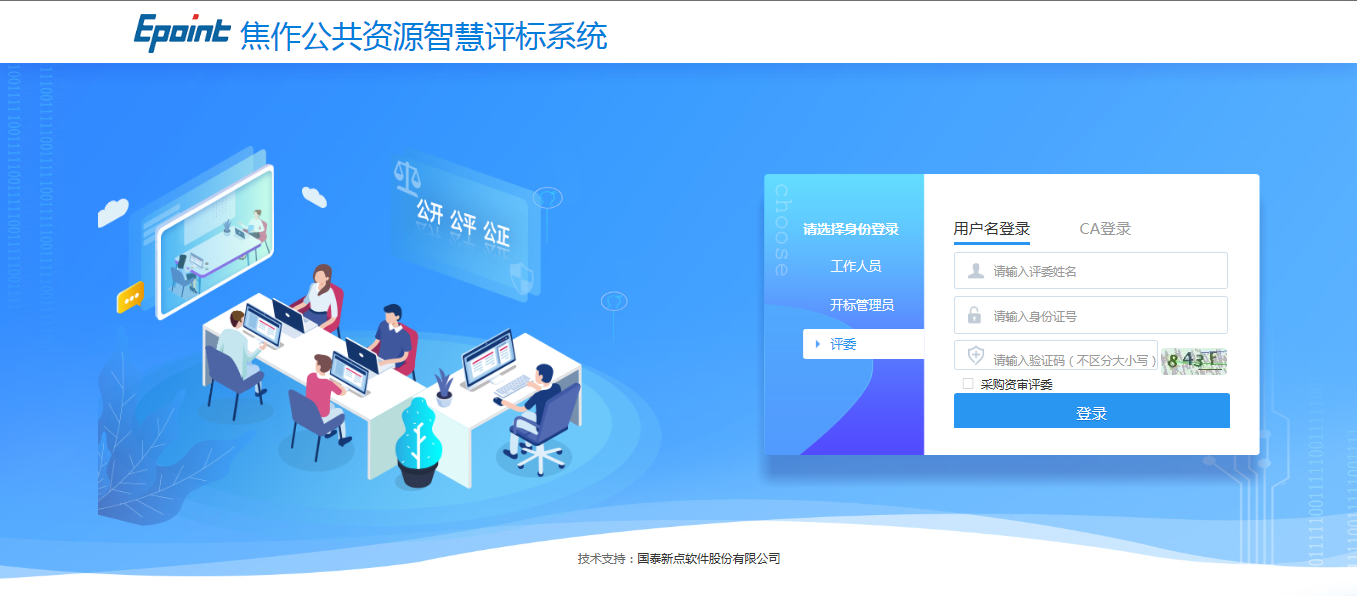 Epoint 焦作公共资源智慧评标系统
公开 公平 公正
choose
请选择身份登录
工作人员
开标管理员
评委
用户名登录 CA登录
请输入评委姓名
请输入身份证号
请输入验证码（不区分大小写） 843F
采购资审评委
登录
技术支持：国泰新点软件股份有限公司